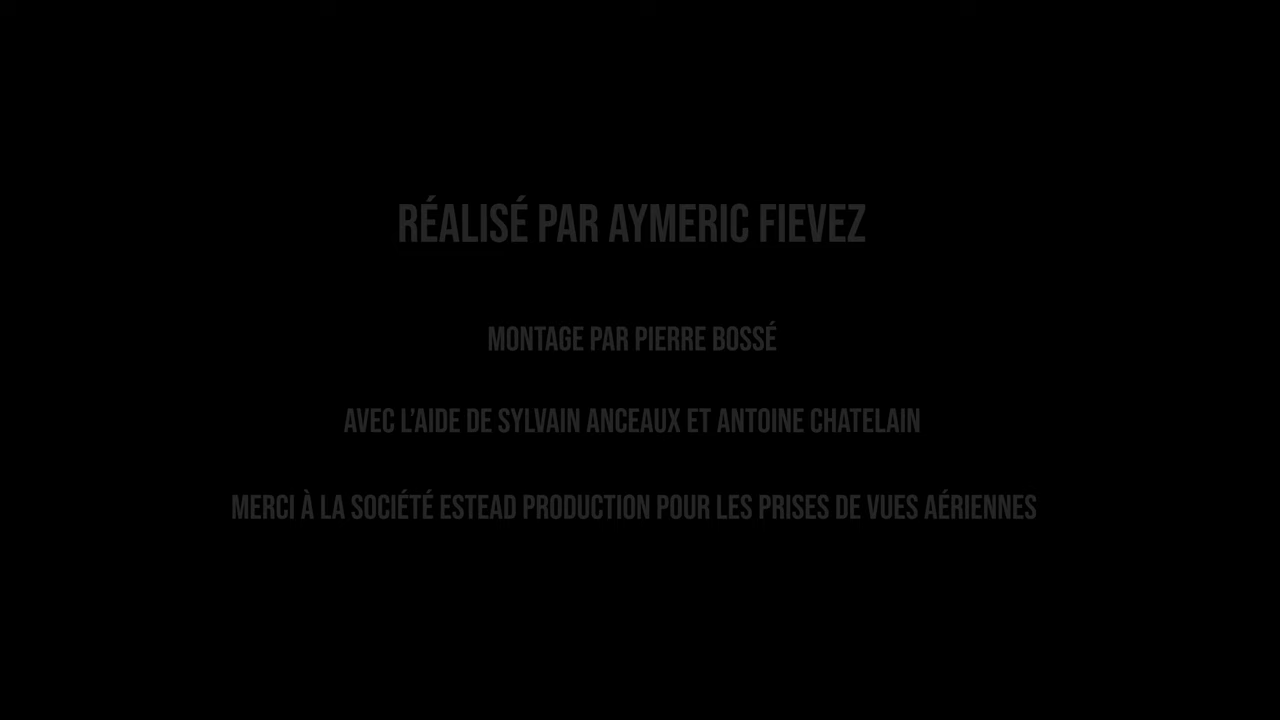 RÉALISÉ PAR AYMERIC FIEVEZ
MONTAGE PAR PIERRE BOSSÉ
AVEC L'AIDE DE SYLVAIN ANCEAUX ET ANTOINE CHATELAIN
MERCI À LA SOCIÉTÉ ESTEAD PRODUCTION POUR LES PRISES DE VUES AÉRIENNES